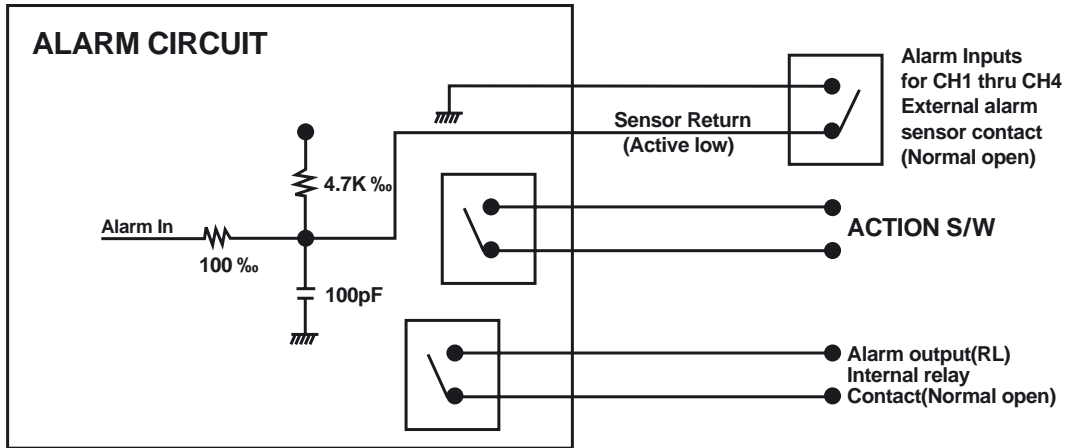 ALARM CIRCUIT
Alarm Inputs
for CH1 thru CH4
External alarm
sensor contact
(Normal open)
Sensor Return
(Active low)
4.7K ‰
Alarm In
100 ‰
100pF
ACTION S/W
Alarm output(RL)
Internal relay
Contact(Normal open)